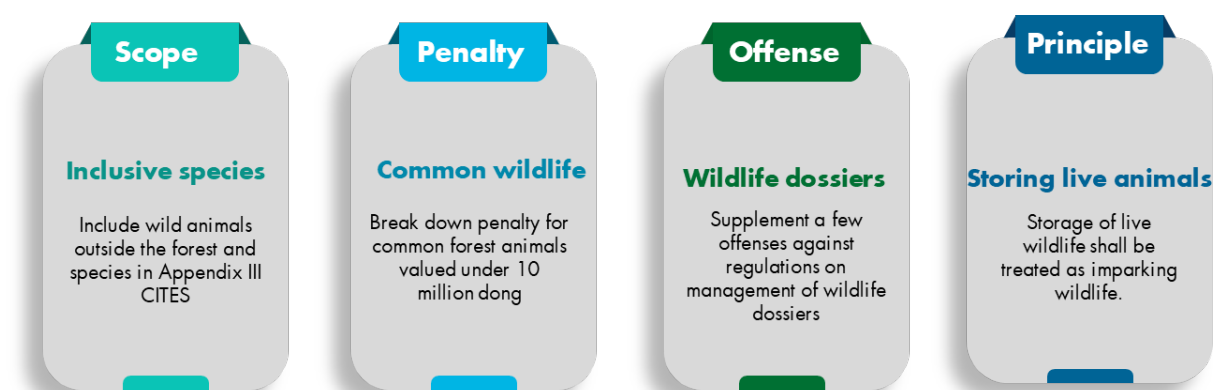 Scope
Inclusive species
Include wild animals
outside the forest and
species in Appendix III
CITES
Penalty
Common wildlife
Break down penalty for
common forest animals
valued under 10
million dong
Offense
Wildlife dossiers
Supplement a few
offenses against
regulations on
management of wildlife
dossiers
Principle
Storing live animals
Storage of live
wildlife shall be
treated as imparking
wildlife.